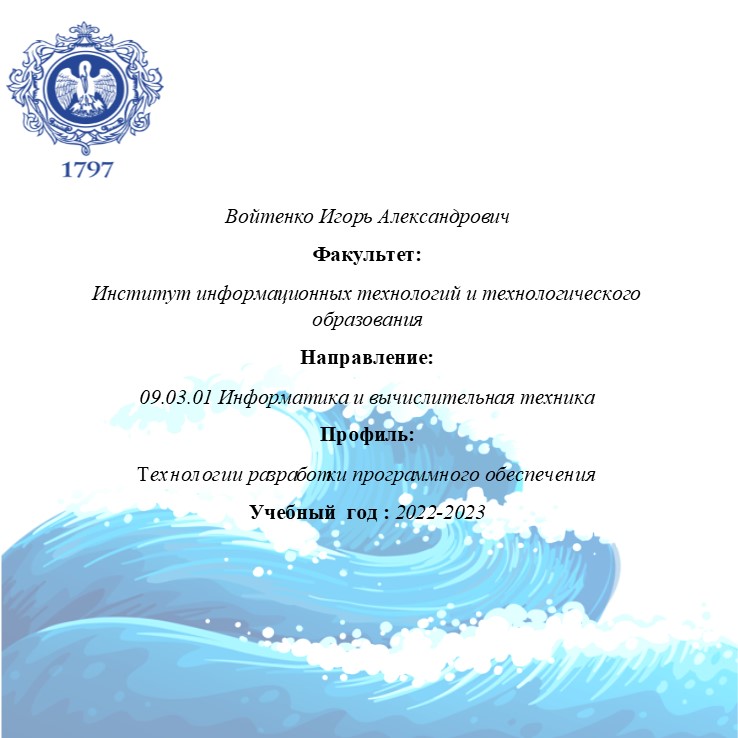 1797
Войтенко Игорь Александрович
Факультет:
Институт информационных технологий и технологического
образования
Направление:
09.03.01 Информатика и вычислительная техника
Профиль:
Технологии разработки программного обеспечения
Учебный год : 2022-2023